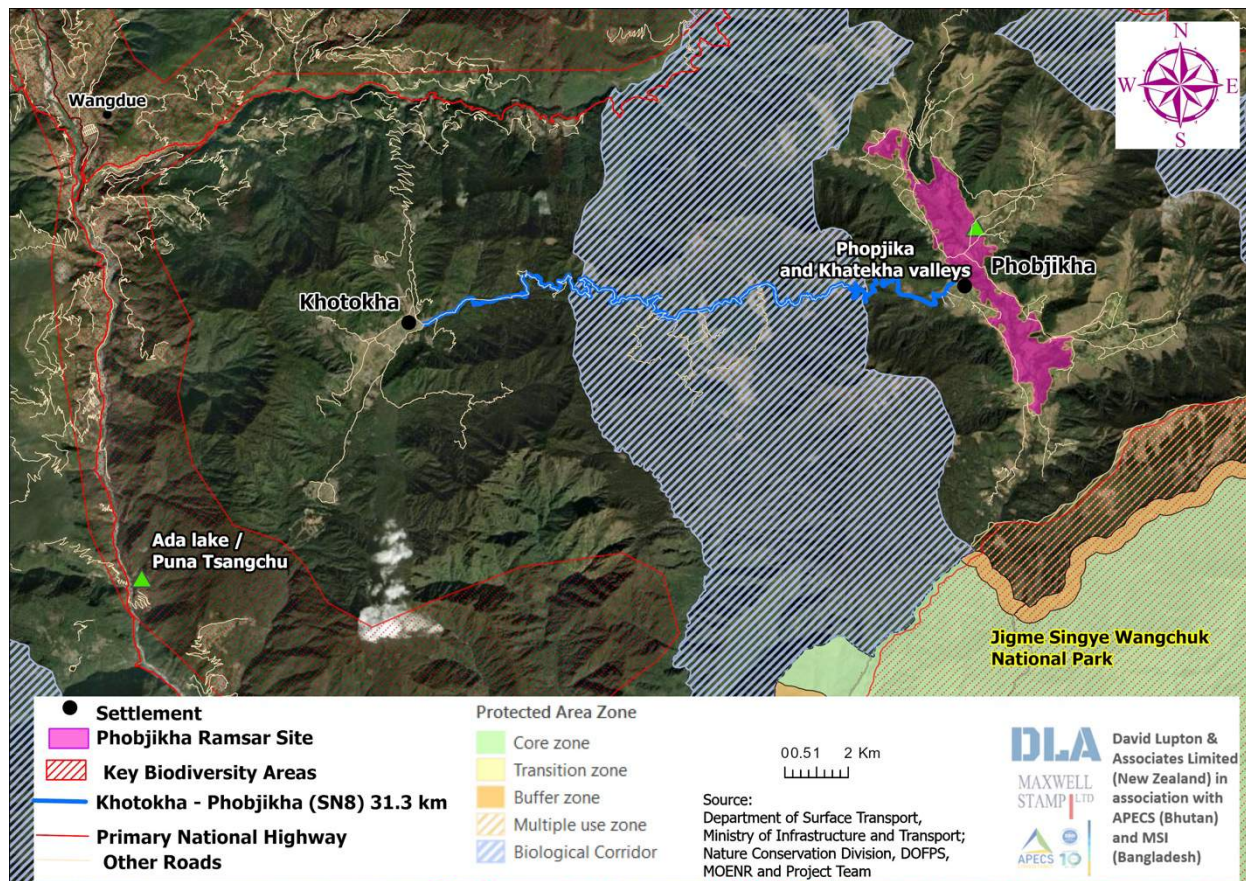 N
W
E
S
Wangdue
Khotokha
Phopjika
and Khatekha valleys
Phobjikha
Ada lake /
Puna Tsangchu
Jigme Singye Wangchuk
National Park
Settlement
Phobjikha Ramsar Site
Key Biodiversity Areas
Khotokha - Phobjikha (SN8) 31.3 km
Primary National Highway
Other Roads
Protected Area Zone
Core zone
Transition zone
Buffer zone
Multiple use zone
Biological Corridor
00.51 2 Km
Source:
Department of Surface Transport,
Ministry of Infrastructure and Transport;
Nature Conservation Division, DOFPS,
MOENR and Project Team
DLA
MAXWELL
STAMP LTD
APECS
10
David Lupton &
Associates Limited
(New Zealand) in
association with
APECS (Bhutan)
and MSI
(Bangladesh)